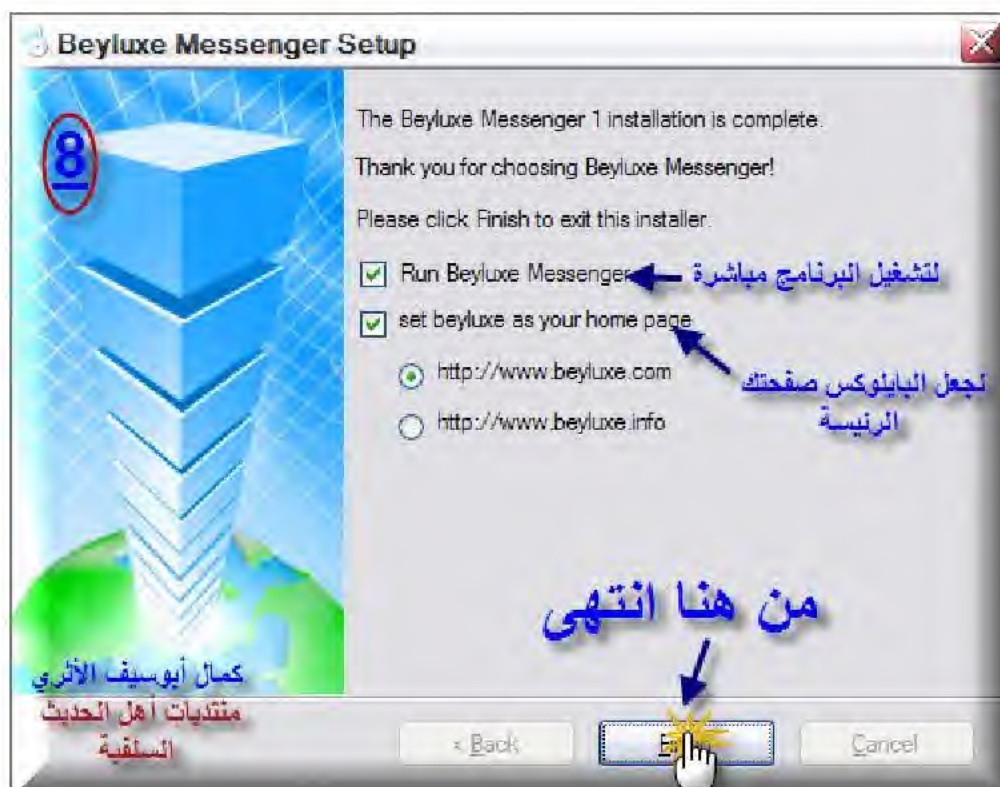 Beyluxe Messenger Setup
8
The Beyluxe Messenger 1 installation is complete.
Thank you for choosing Beyluxe Messenger!
Please click Finish to exit this installer.
Run Beyluxe Messenger
لتشغيل البرنامج مباشرة
set beyluxe as your home page
http://www.beyluxe.com
لجعل البايلوكس صفحتك
الرئيسة
http://www.beyluxe.info
من هنا انتهى
كمال أبوسيف الأثري
منتديات أهل الحديث
السلفية
< Back
Cancel